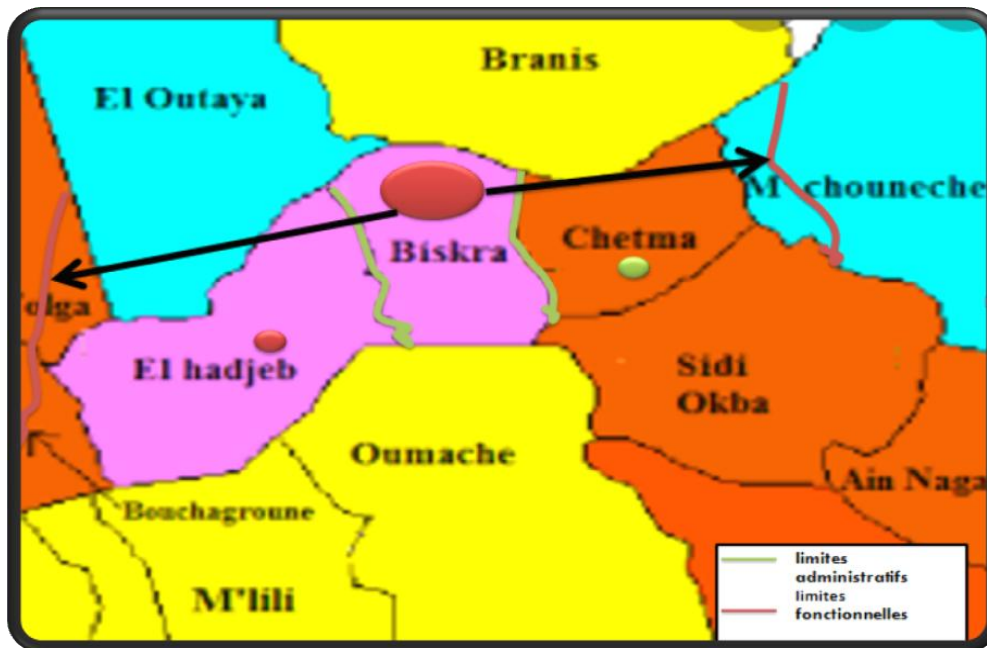 Branis
El Outaya
M chouneche
Chetma
Biskra
olga
El hadjeb
Sidi
Okba
Oumache
Ain Naga
Bouchagroune
M'lili
limites
administratifs
limites
fonctionnelles